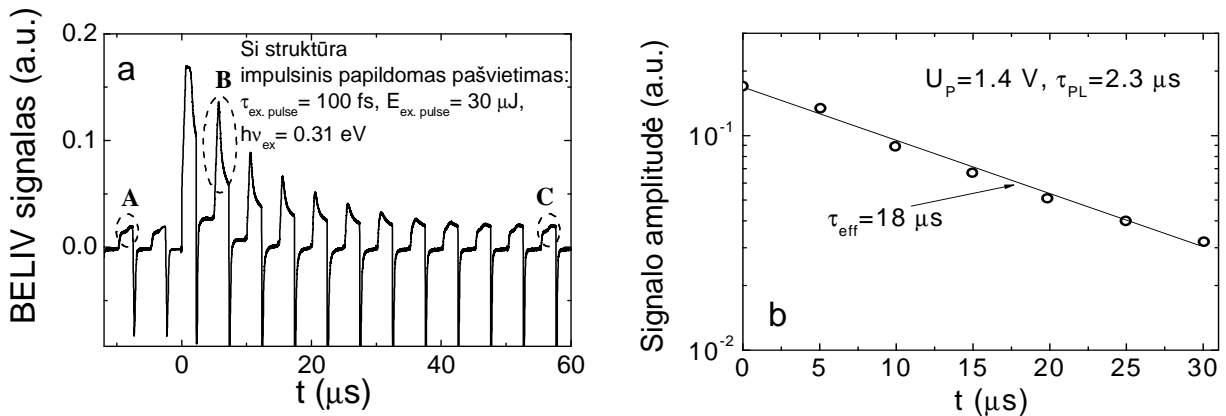 BELIV signalas (a.u.)
0.2
0.1
0.0
a
Si struktūra
impulsinis papildomas pašvietimas:
τex. pulse= 100 fs, Eex. pulse= 30 μJ,
hνex= 0.31 eV
A
B
C
0 20 40 60
t (μs)
Signalo amplitudė (a.u.)
10-1
10-2
UP=1.4 V, τPL=2.3 μs
τeff=18 μs
b
0 5 10 15 20 25 30
t (μs)